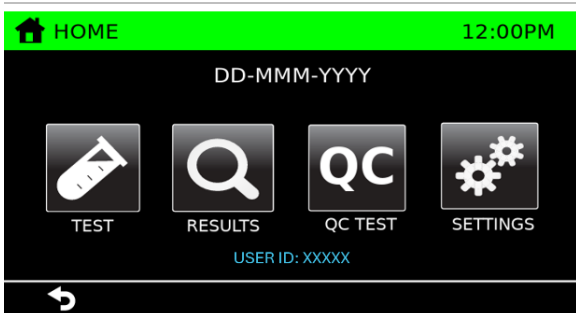 HOME 12:00PM
DD-MMM-YYYY
QC
TEST RESULTS QC TEST SETTINGS
USER ID: XXXXX